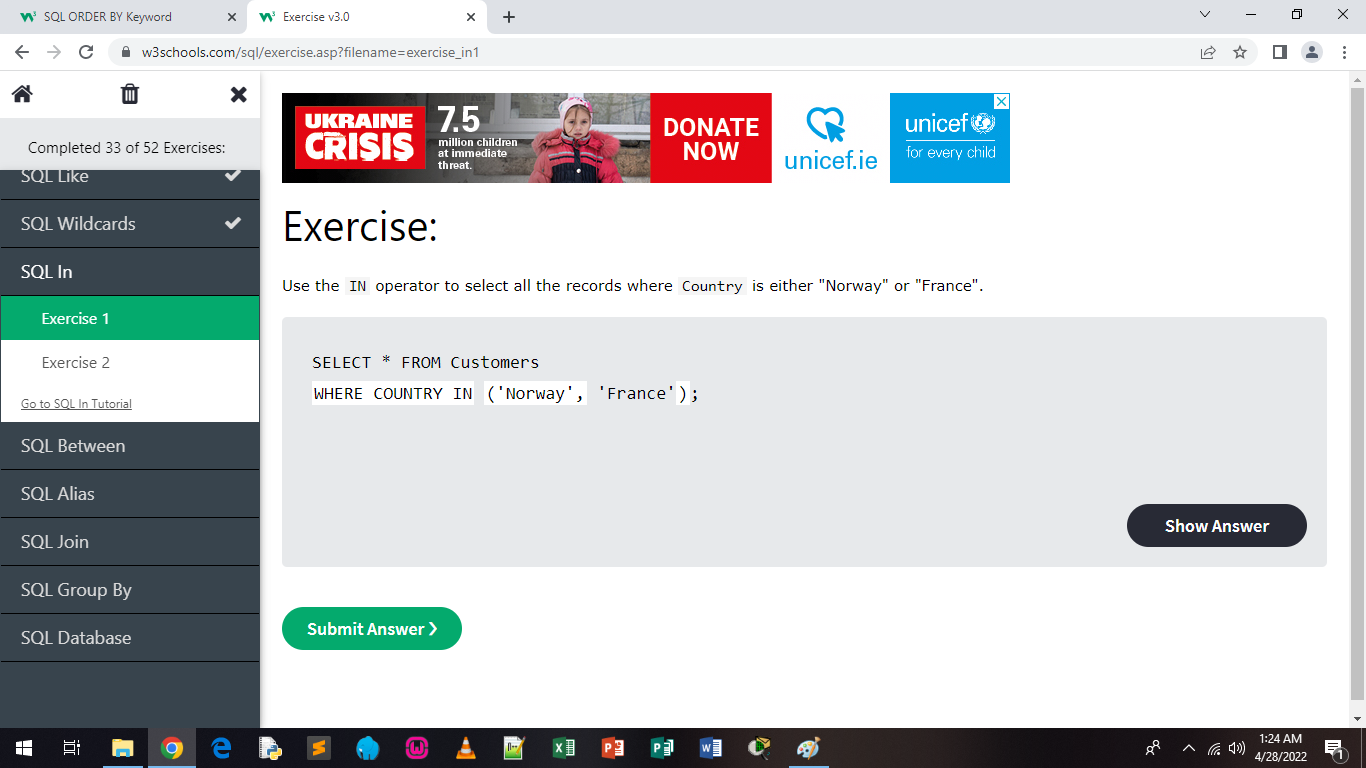 SQL ORDER BY Keyword
Exercise v3.0
w3schools.com/sql/exercise.asp?filename=exercise_in1
Completed 33 of 52 Exercises:
SQL Like
SQL Wildcards
SQL In
Exercise 1
Exercise 2
Go to SQL In Tutorial
SQL Between
SQL Alias
SQL Join
SQL Group By
SQL Database
UKRAINE
CRISIS
7.5
million children
at immediate
threat.
DONATE
NOW
unicef.ie
unicef
for every child
Exercise:
Use the IN operator to select all the records where Country is either "Norway" or "France".
SELECT * FROM Customers
WHERE COUNTRY IN ('Norway', 'France');
Show Answer
Submit Answer ❯
1:24 AM
4/28/2022
1